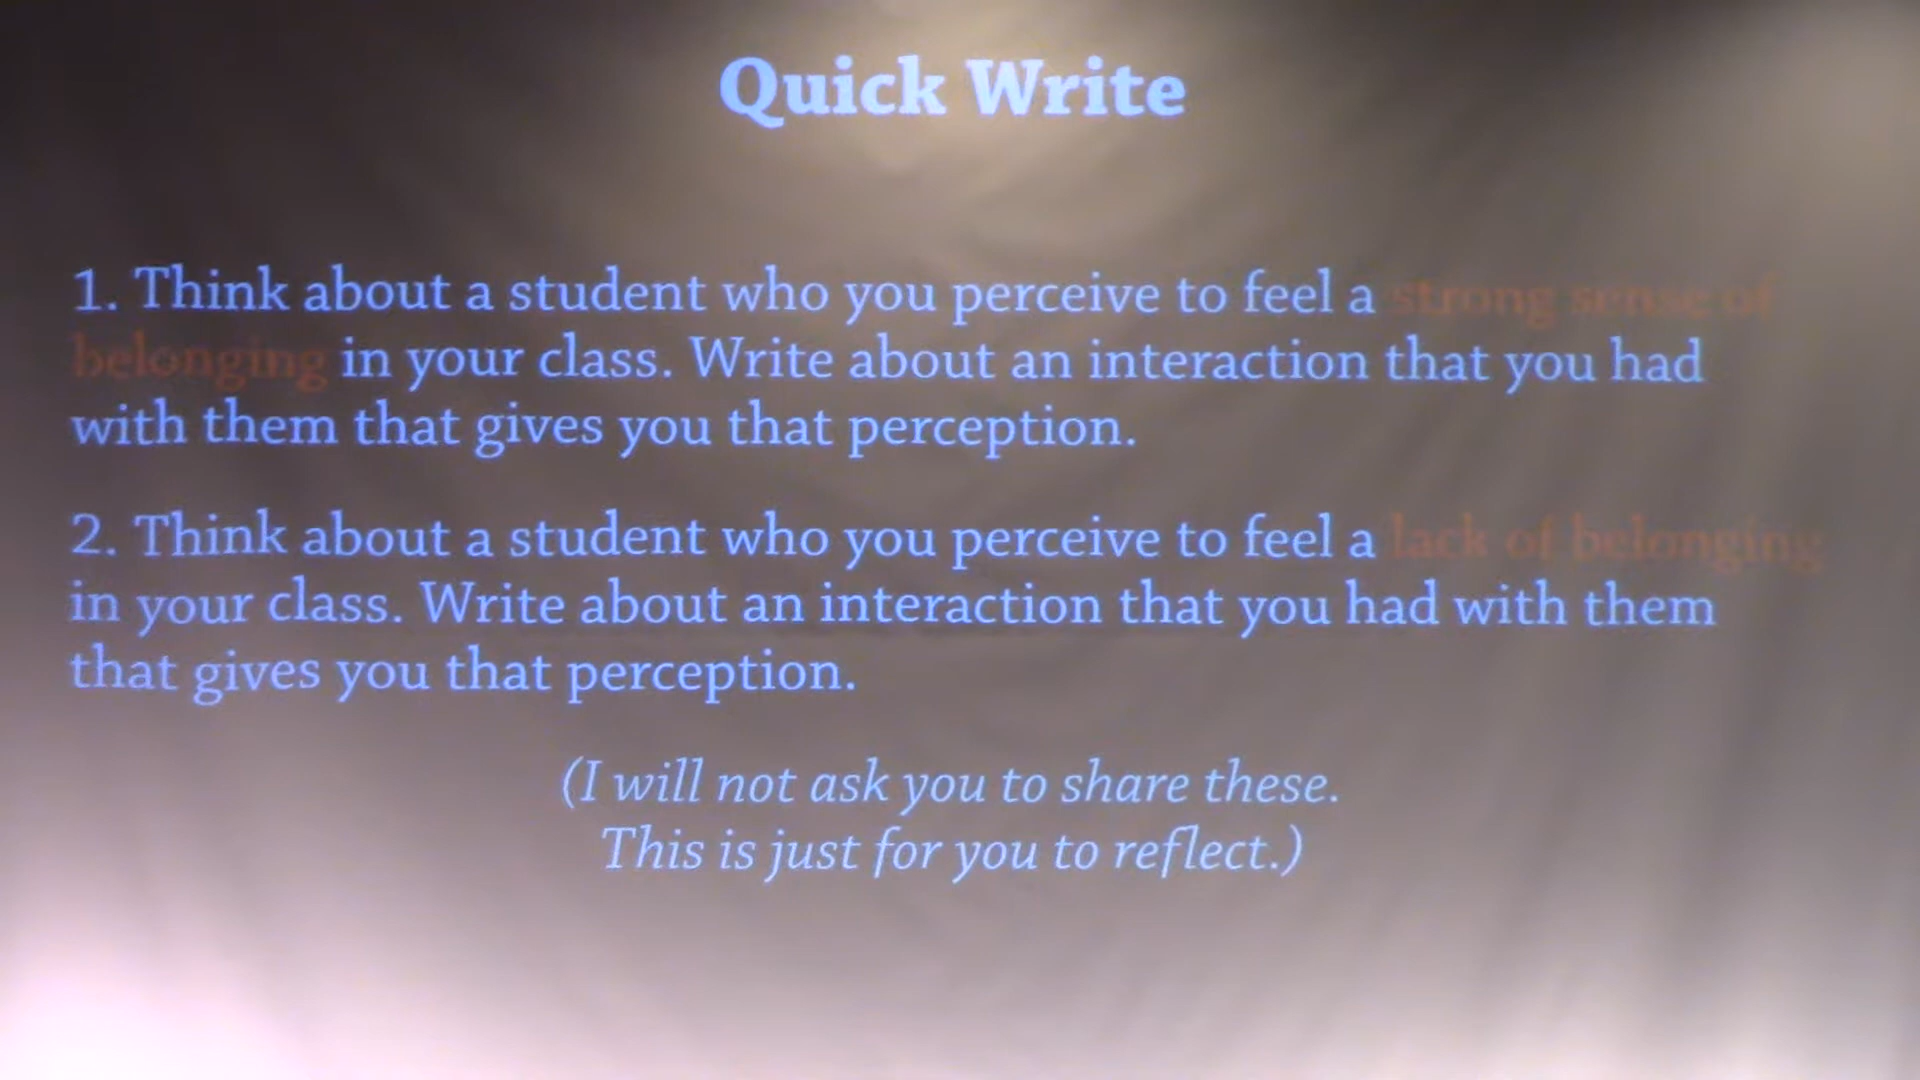 Quick Write
1. Think about a student who you perceive to feel a strong sense of
belonging in your class. Write about an interaction that you had
with them that gives you that perception.
2. Think about a student who you perceive to feel a lack of belonging
in your class. Write about an interaction that you had with them
that gives you that perception.
(I will not ask you to share these.
This is just for you to reflect.)